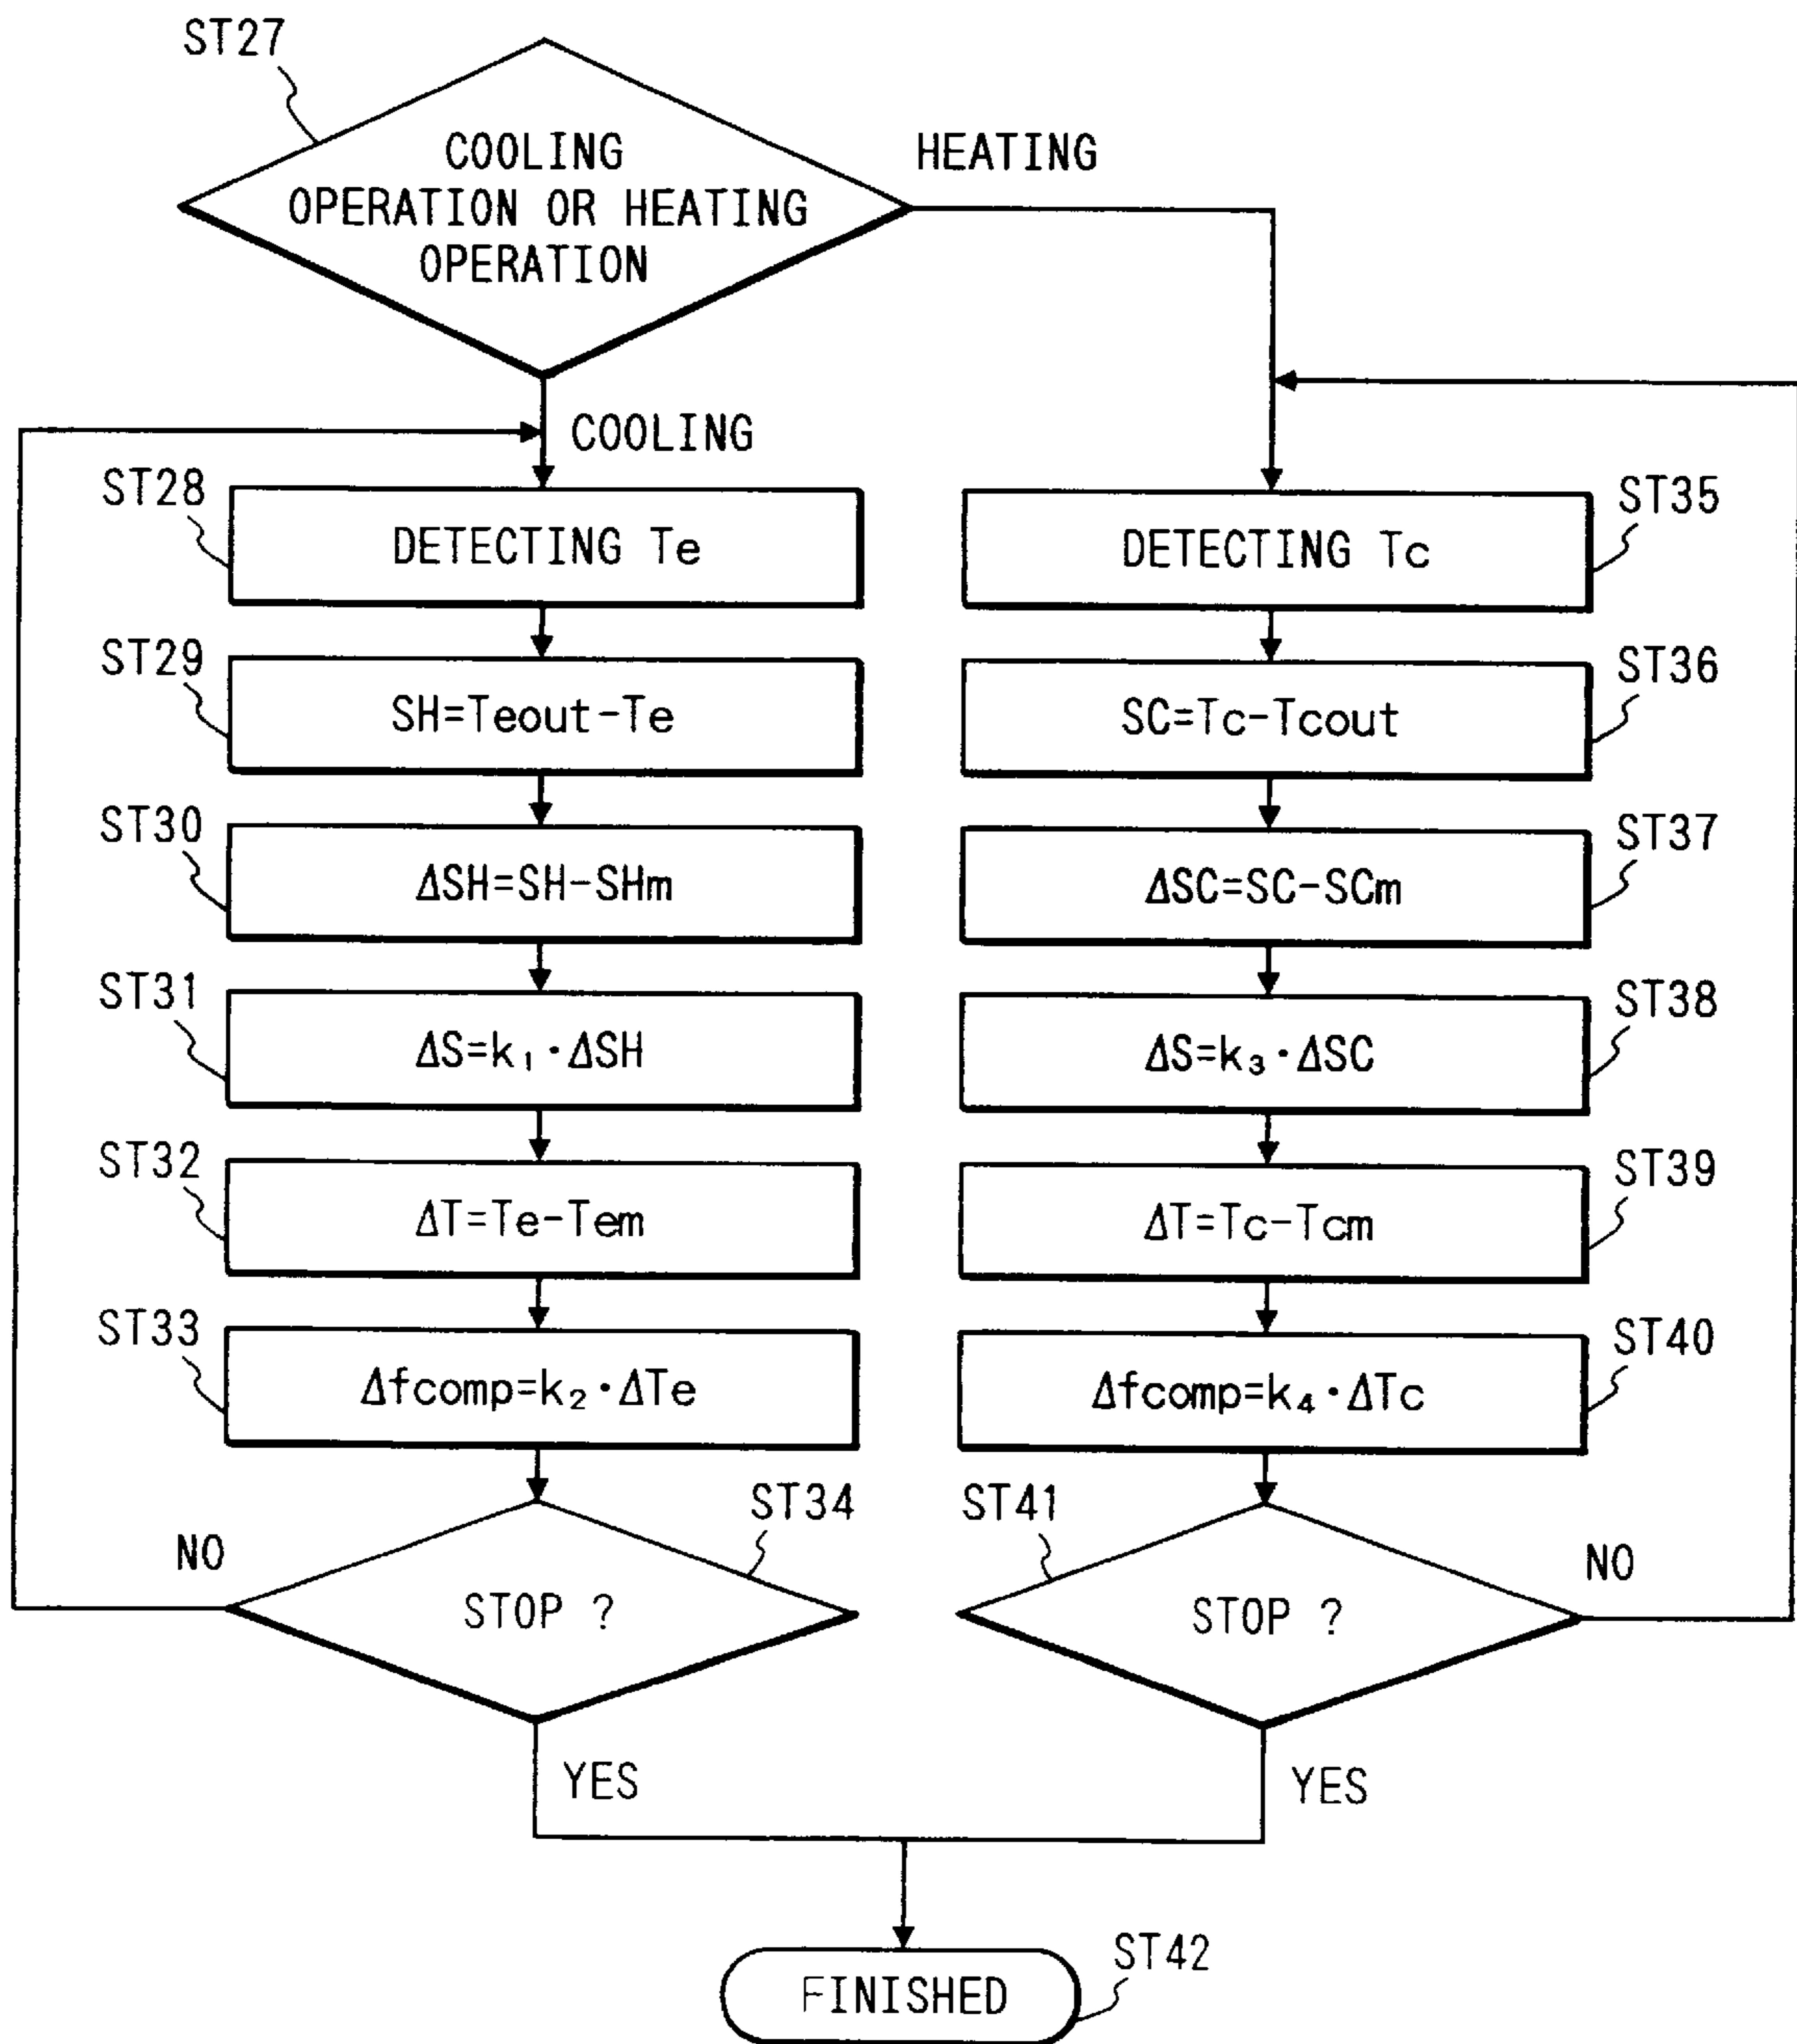 ST27
COOLING
OPERATION OR HEATING
OPERATION
HEATING
COOLING
ST28
DETECTING Te
ST29
SH=Teout-Te
ST30
ΔSH=SH-SHm
ST31
ΔS=k₁·ΔSH
ST32
ΔT=Te-Tem
ST33
Δfcomp=k₂·ΔTe
ST34
STOP ?
NO
YES
ST35
DETECTING Tc
ST36
SC=Tc-Tcout
ST37
ΔSC=SC-SCm
ST38
ΔS=k₃·ΔSC
ST39
ΔT=Tc-Tcm
ST40
Δfcomp=k₄·ΔTc
ST41
STOP ?
NO
YES
FINISHED
ST42